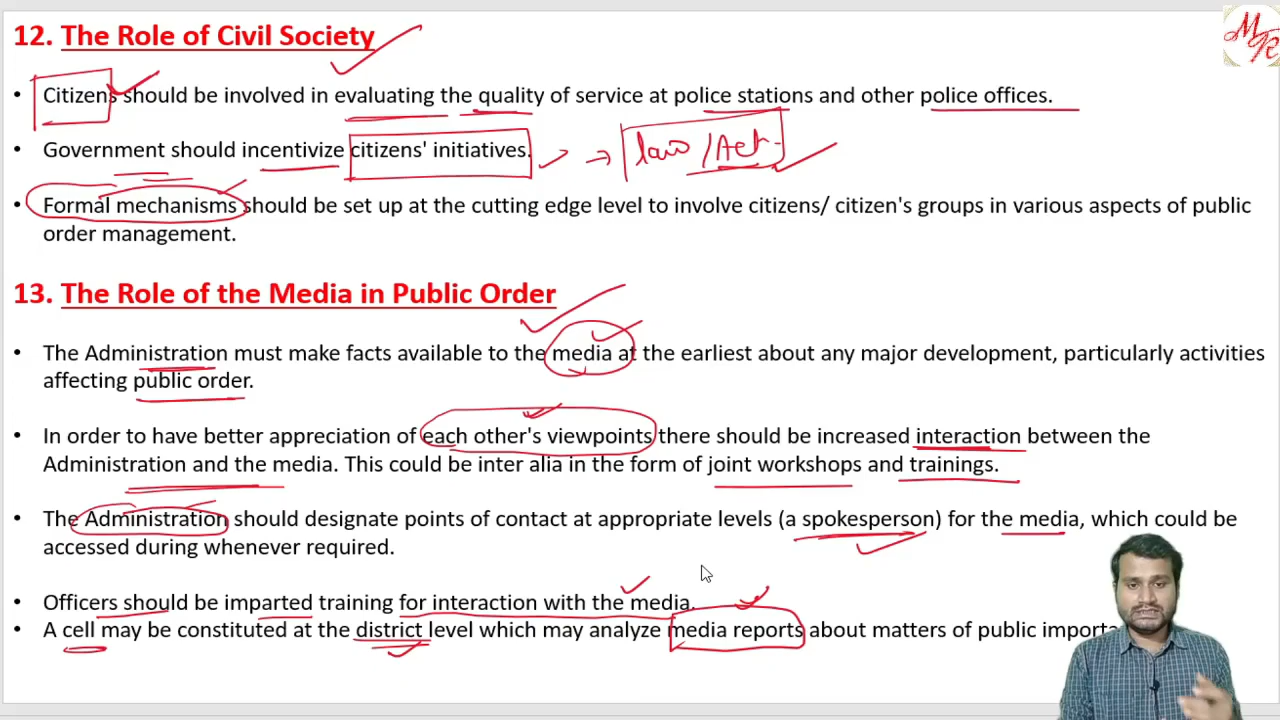 12. The Role of Civil Society
MR
• Citizens should be involved in evaluating the quality of service at police stations and other police offices.
• Government should incentivize citizens' initiatives. → law / Act
• Formal mechanisms should be set up at the cutting edge level to involve citizens/ citizen's groups in various aspects of public
order management.
13. The Role of the Media in Public Order
• The Administration must make facts available to the media at the earliest about any major development, particularly activities
affecting public order.
• In order to have better appreciation of each other's viewpoints there should be increased interaction between the
Administration and the media. This could be inter alia in the form of joint workshops and trainings.
• The Administration should designate points of contact at appropriate levels (a spokesperson) for the media, which could be
accessed during whenever required.
• Officers should be imparted training for interaction with the media.
• A cell may be constituted at the district level which may analyze media reports about matters of public